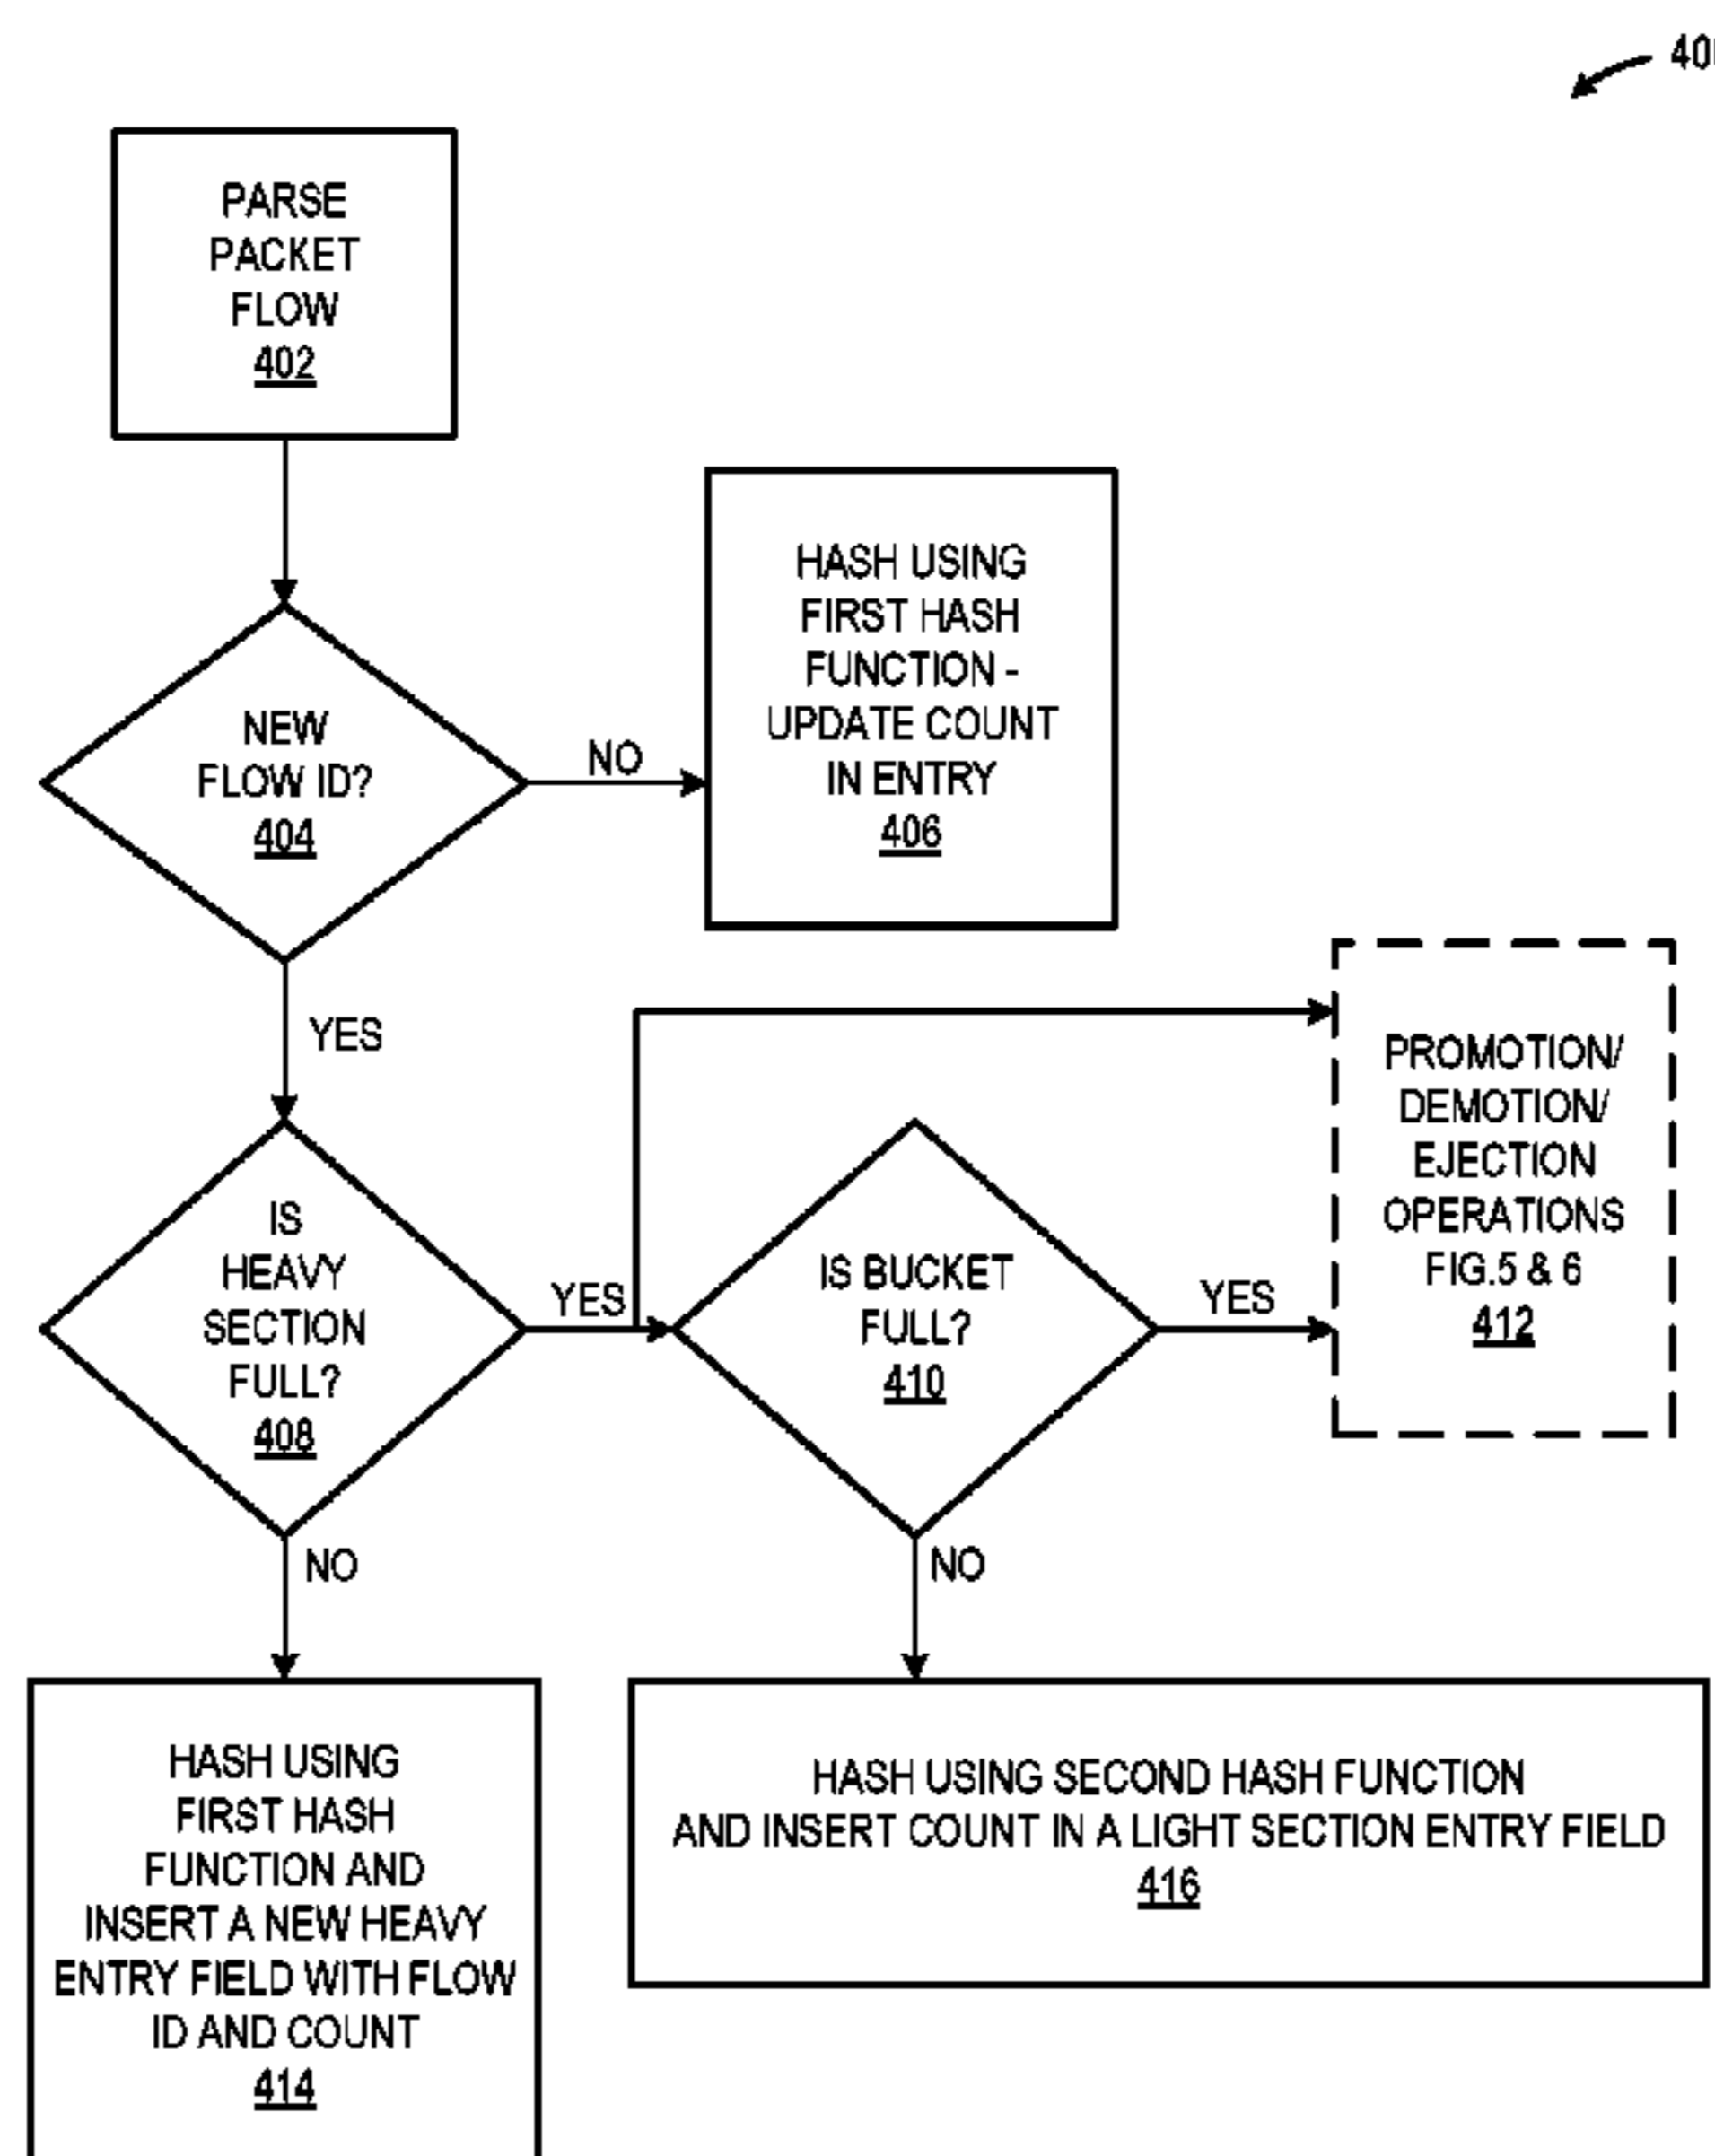 PARSE
PACKET
FLOW
402
HASH USING
FIRST HASH
FUNCTION -
UPDATE COUNT
IN ENTRY
406
NEW
FLOW ID?
404
NO
YES
PROMOTION/
DEMOTION/
EJECTION
OPERATIONS
FIG.5 & 6
412
IS
HEAVY
SECTION
FULL?
408
YES
IS BUCKET
FULL?
410
YES
NO
NO
HASH USING
FIRST HASH
FUNCTION AND
INSERT A NEW HEAVY
ENTRY FIELD WITH FLOW
ID AND COUNT
414
HASH USING SECOND HASH FUNCTION
AND INSERT COUNT IN A LIGHT SECTION ENTRY FIELD
416